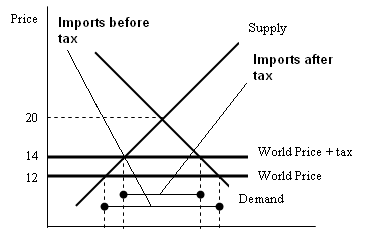 Price
Imports before
tax
Supply
Imports after
tax
20
14
World Price + tax
12
World Price
Demand